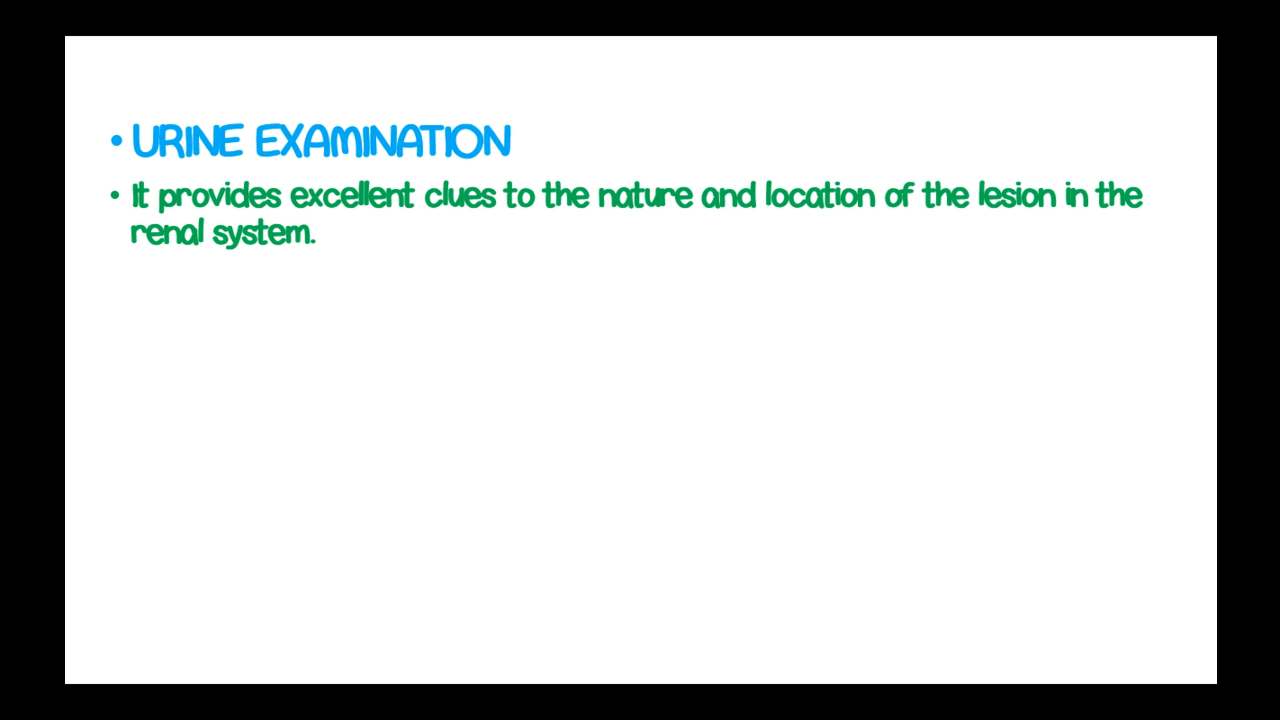 • URINE EXAMINATION
• It provides excellent clues to the nature and location of the lesion in the
renal system.